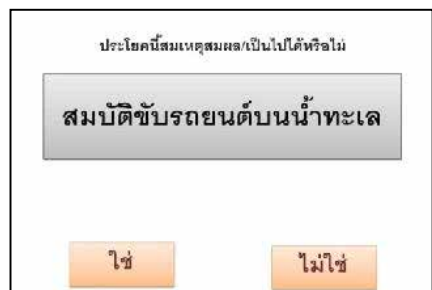 ประโยคนี้สมเหตุสมผล/เป็นไปได้หรือไม่
สมบัติขับรถยนต์บนน้ำทะเล
ใช่
ไม่ใช่